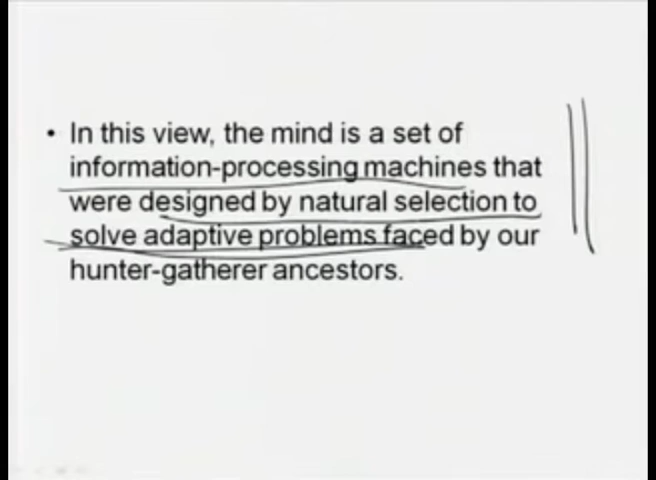 • In this view, the mind is a set of
information-processing machines that
were designed by natural selection to
solve adaptive problems faced by our
hunter-gatherer ancestors.